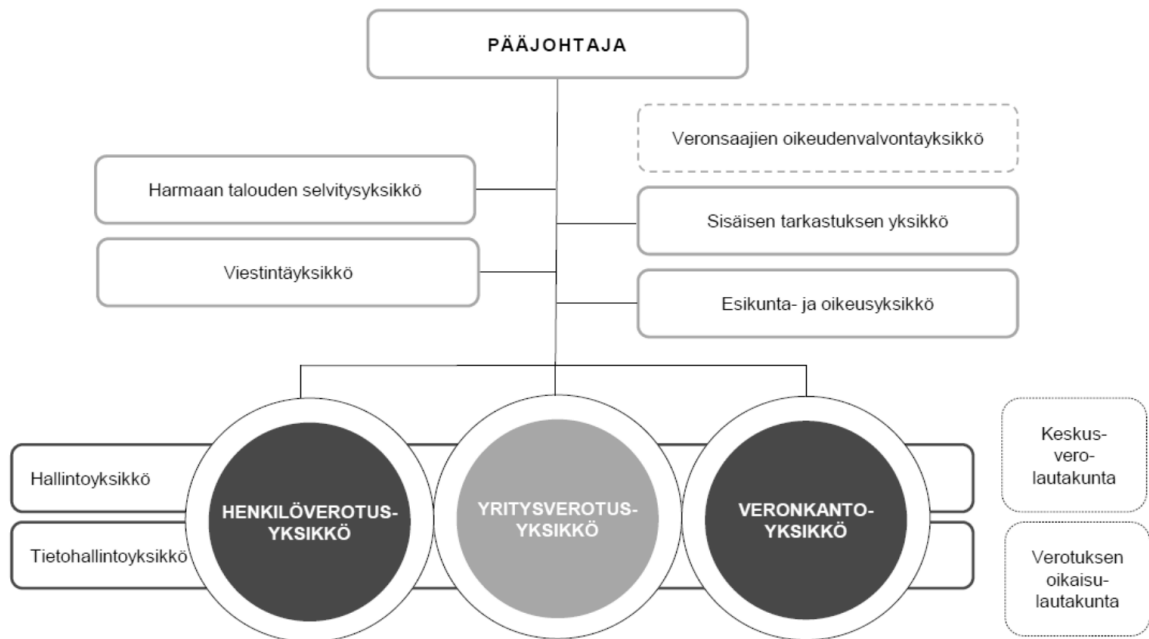 PÄÄJOHTAJA
Veronsaajien oikeudenvalvontayksikkö
Harmaan talouden selvitysyksikkö
Sisäisen tarkastuksen yksikkö
Viestintäyksikkö
Esikunta- ja oikeusyksikkö
Hallintoyksikkö
Tietohallintoyksikkö
HENKILÖVEROTUS-
YKSIKKÖ
YRITYSVEROTUS-
YKSIKKÖ
VERONKANTO-
YKSIKKÖ
Keskus-
vero-
lautakunta
Verotuksen
oikaisu-
lautakunta